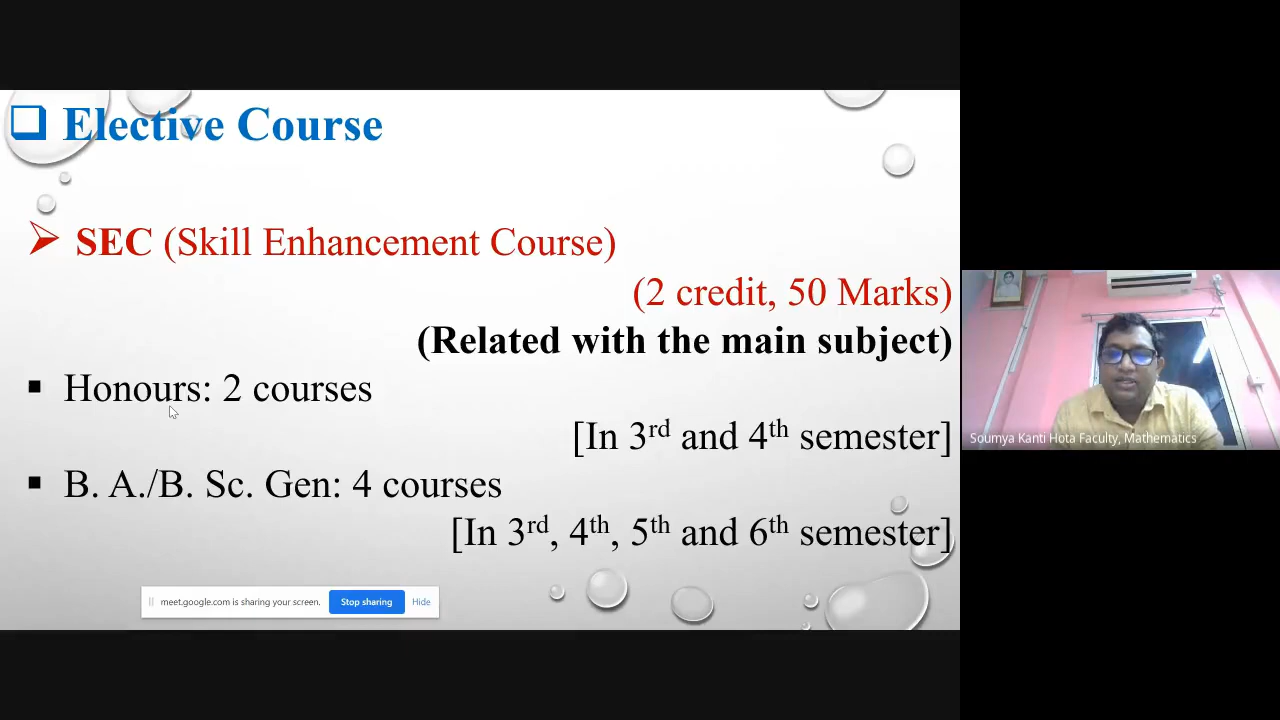 Elective Course
SEC (Skill Enhancement Course)
(2 credit, 50 Marks)
(Related with the main subject)
Honours: 2 courses
[In 3rd and 4th semester]
B. A./B. Sc. Gen: 4 courses
[In 3rd, 4th, 5th and 6th semester]
meet.google.com is sharing your screen. Stop sharing Hide
Soumya Kanti Hota Faculty, Mathematics